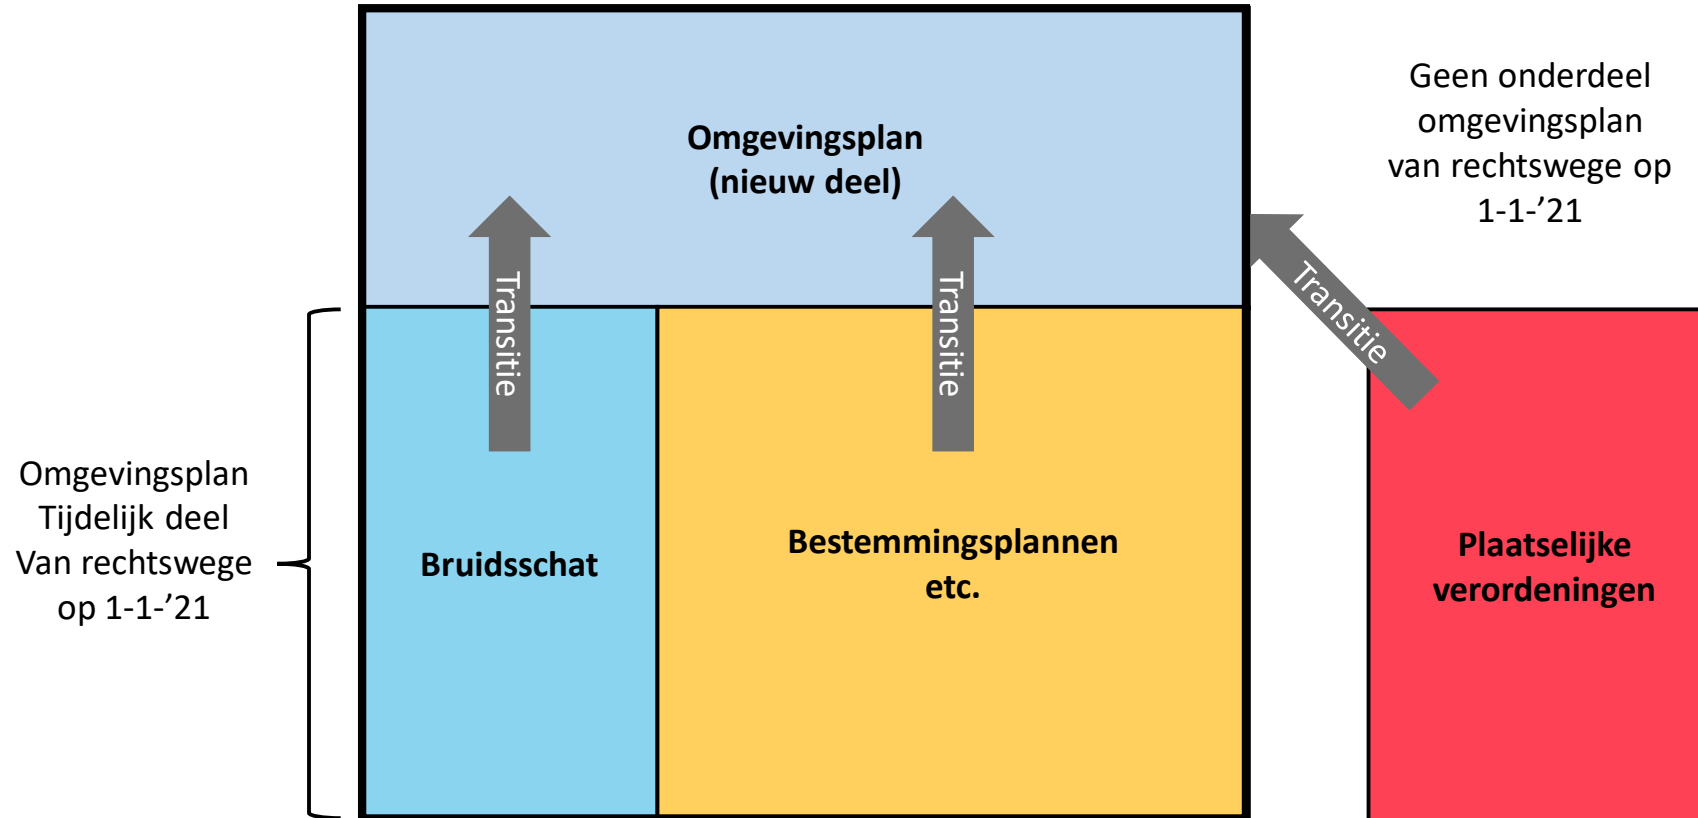 Omgevingsplan
(nieuw deel)
Geen onderdeel
omgevingsplan
van rechtswege op
1-1-’21
Transitie
Transitie
Transitie
Omgevingsplan
Tijdelijk deel
Van rechtswege
op 1-1-’21
Bruidsschat
Bestemmingsplannen
etc.
Plaatselijke
verordeningen